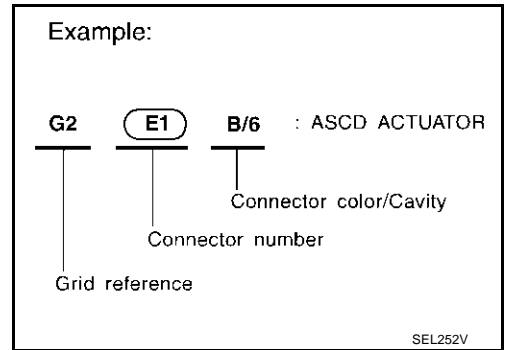 Example:
G2 E1 B/6 : ASCD ACTUATOR
Connector color/Cavity
Connector number
Grid reference
SEL252V